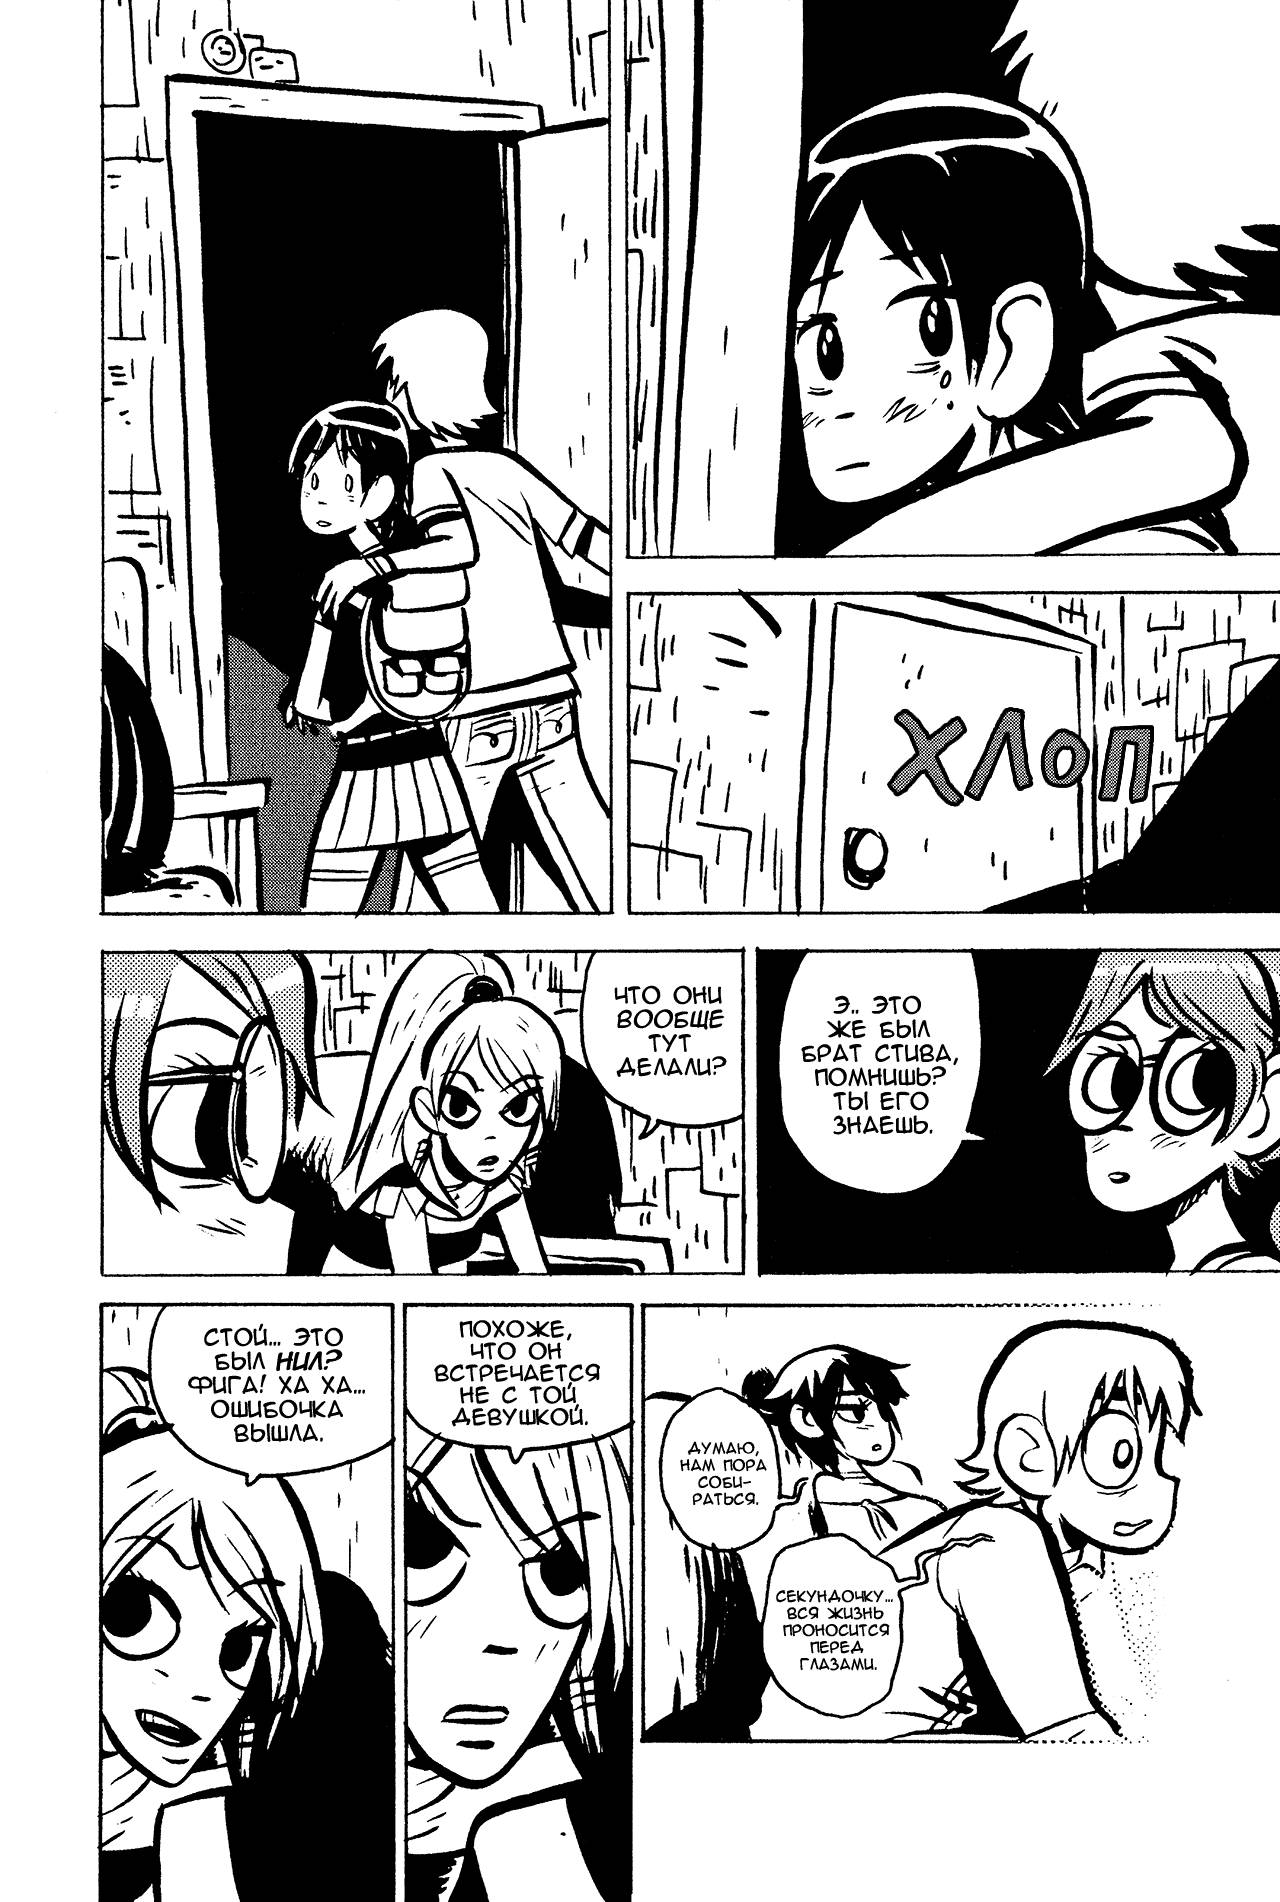 ХЛОП
ЧТО ОНИ
ВООБЩЕ
ТУТ
ДЕЛАЛИ?
Э.. ЭТО
ЖЕ БЫЛ
БРАТ СТИВА,
ПОМНИШЬ?
ТЫ ЕГО
ЗНАЕШЬ.
СТОЙ... ЭТО
БЫЛ НИЛ?
ФИГА! ХА ХА...
ОШИБОЧКА
ВЫШЛА.
ПОХОЖЕ,
ЧТО ОН
ВСТРЕЧАЕТСЯ
НЕ С ТОЙ
ДЕВУШКОЙ.
ДУМАЮ,
НАМ ПОРА
СОБИ-
РАТЬСЯ.
СЕКУНДОЧКУ...
ВСЯ ЖИЗНЬ
ПРОНОСИТСЯ
ПЕРЕД
ГЛАЗАМИ.